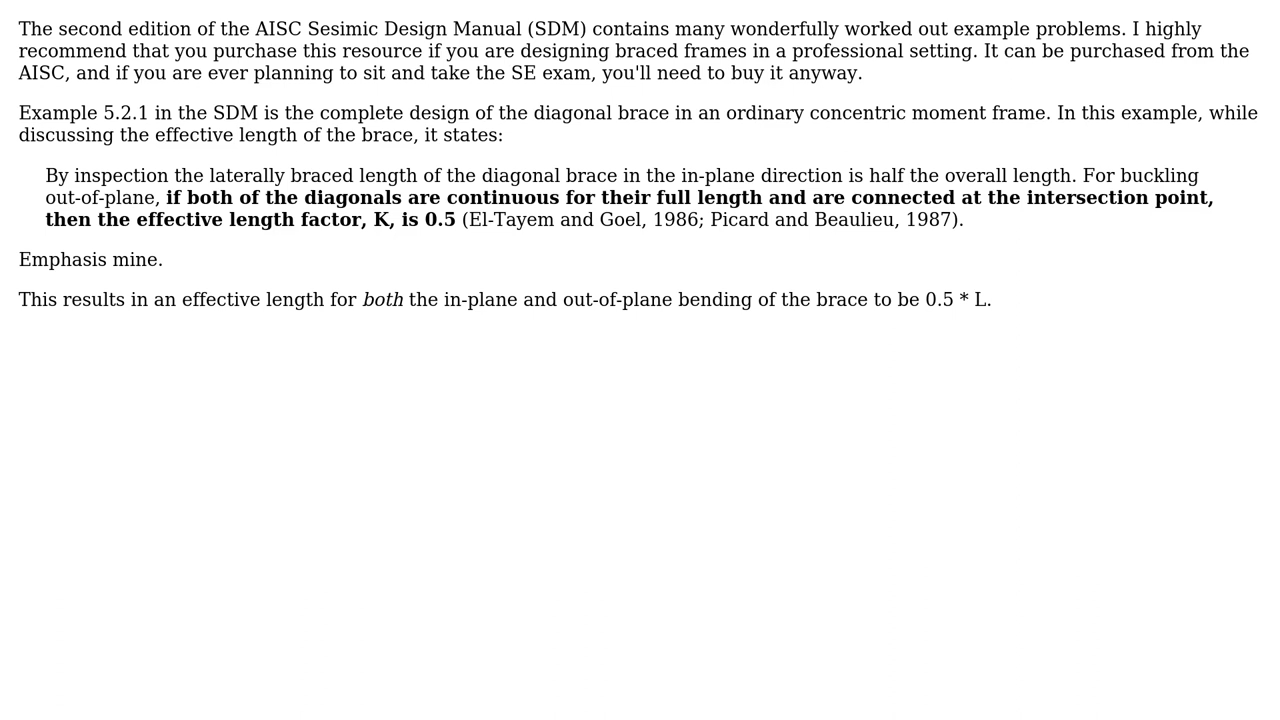 The second edition of the AISC Sesimic Design Manual (SDM) contains many wonderfully worked out example problems. I highly
recommend that you purchase this resource if you are designing braced frames in a professional setting. It can be purchased from the
AISC, and if you are ever planning to sit and take the SE exam, you'll need to buy it anyway.
Example 5.2.1 in the SDM is the complete design of the diagonal brace in an ordinary concentric moment frame. In this example, while
discussing the effective length of the brace, it states:
By inspection the laterally braced length of the diagonal brace in the in-plane direction is half the overall length. For buckling
out-of-plane, if both of the diagonals are continuous for their full length and are connected at the intersection point,
then the effective length factor, K, is 0.5 (El-Tayem and Goel, 1986; Picard and Beaulieu, 1987).
Emphasis mine.
This results in an effective length for both the in-plane and out-of-plane bending of the brace to be 0.5 * L.